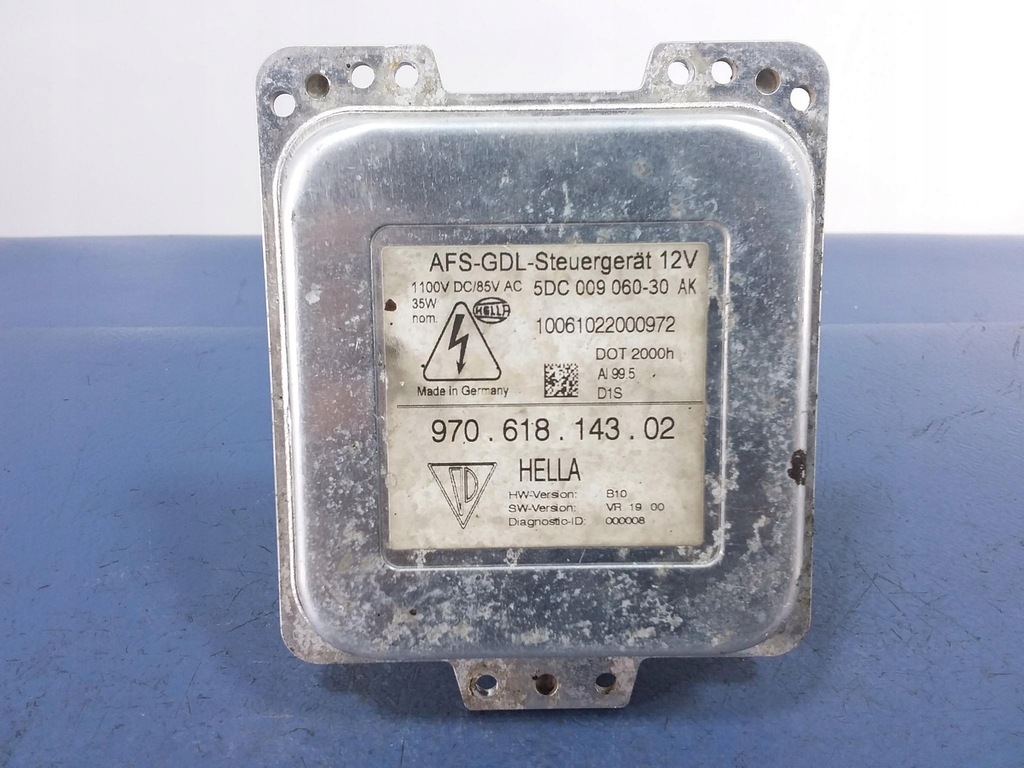 AFS-GDL-Steuergerät 12V
1100V DC/85V AC 5DC 009 060-30 AK
35W
nom.
HELLA
10061022000972
DOT 2000h
Al 99.5
D1S
Made in Germany
970.618.143.02
HELLA
HW-Version: B10
SW-Version: VR 19 00
Diagnostic-ID: 000008